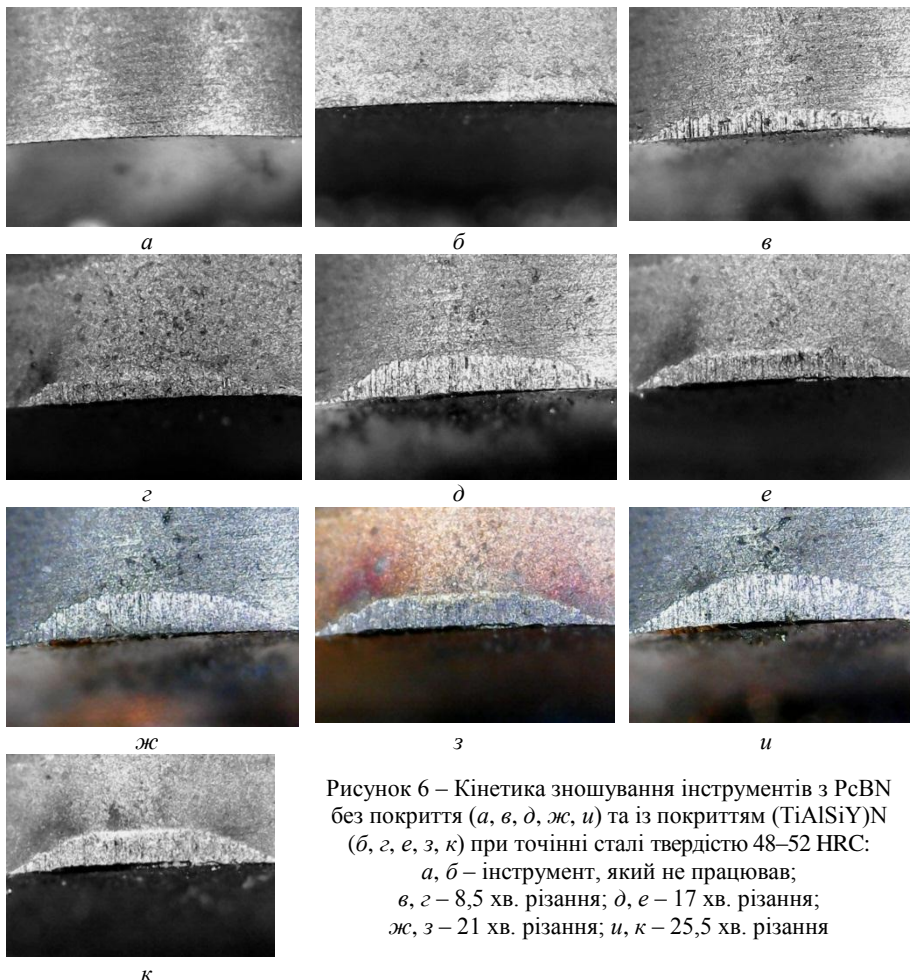 а
б
в
г
д
е
ж
з
и
Рисунок 6 – Кінетика зношування інструментів з PcBN
без покриття (а, в, д, ж, и) та із покриттям (TiAlSiY)N
(б, г, е, з, к) при точінні сталі твердістю 48–52 HRC:
а, б – інструмент, який не працював;
в, г – 8,5 хв. різання; д, е – 17 хв. різання;
ж, з – 21 хв. різання; и, к – 25,5 хв. різання
к